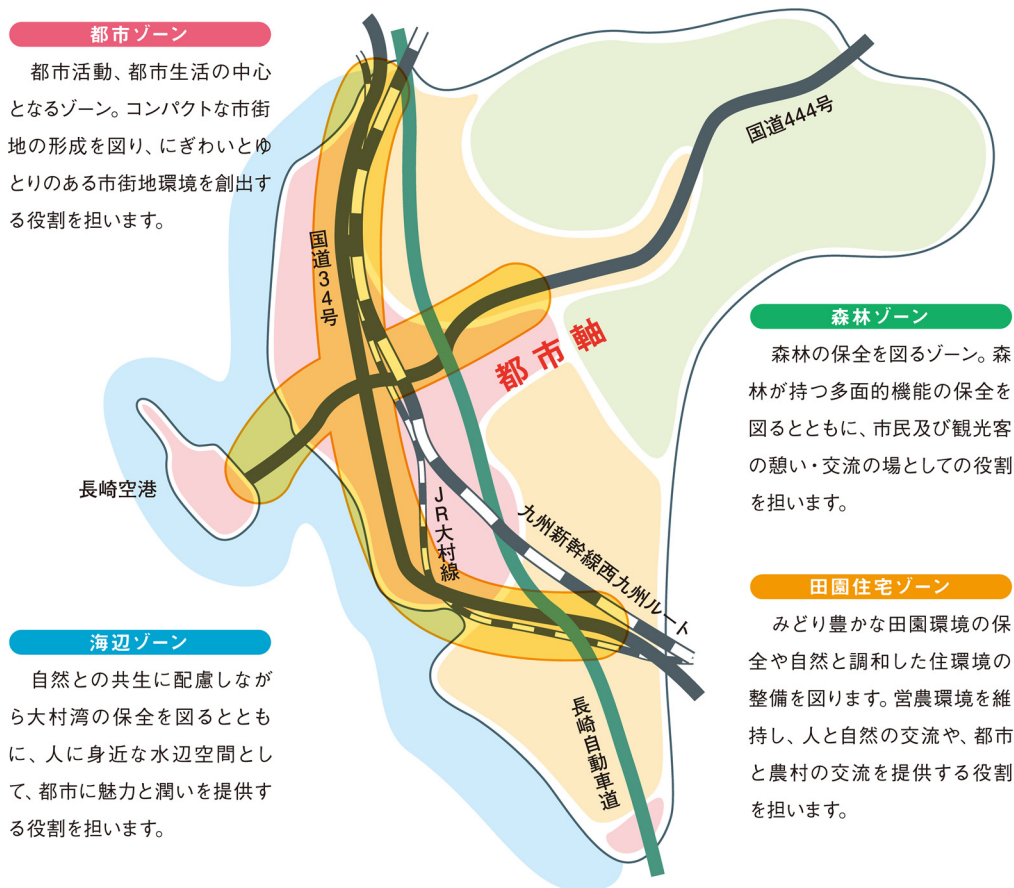 都市ゾーン
都市活動、都市生活の中心
となるゾーン。コンパクトな市街
地の形成を図り、にぎわいとゆ
とりのある市街地環境を創出す
る役割を担います。
国道444号
国道34号
都市軸
森林ゾーン
森林の保全を図るゾーン。森
林が持つ多面的機能の保全を
図るとともに、市民及び観光客
の憩い・交流の場としての役割
を担います。
長崎空港
JR大村線
九州新幹線西九州ルート
田園住宅ゾーン
みどり豊かな田園環境の保
全や自然と調和した住環境の
整備を図ります。営農環境を維
持し、人と自然の交流や、都市
と農村の交流を提供する役割
を担います。
海辺ゾーン
自然との共生に配慮しなが
ら大村湾の保全を図るととも
に、人に身近な水辺空間とし
て、都市に魅力と潤いを提供す
る役割を担います。
長崎自動車道